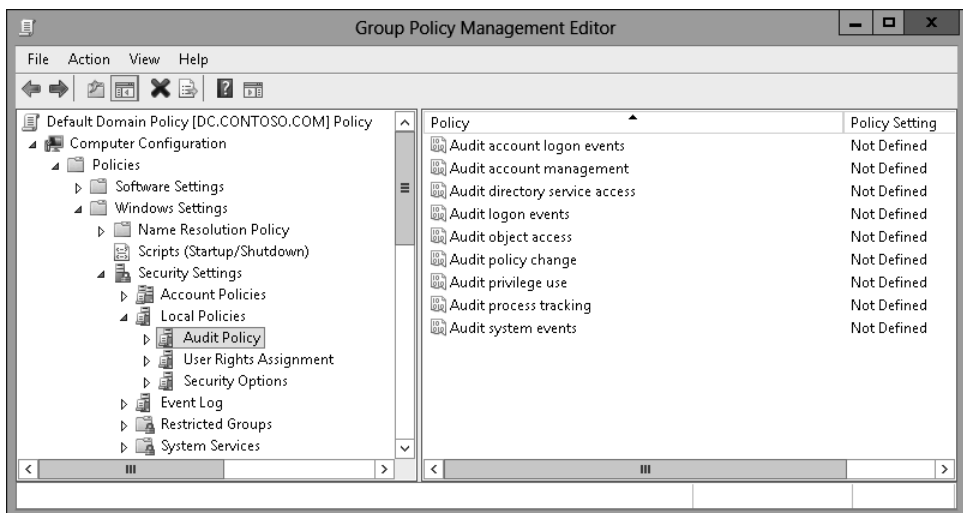 Group Policy Management Editor
File Action View Help
Default Domain Policy [DC.CONTOSO.COM] Policy
Computer Configuration
Policies
Software Settings
Windows Settings
Name Resolution Policy
Scripts (Startup/Shutdown)
Security Settings
Account Policies
Local Policies
Audit Policy
User Rights Assignment
Security Options
Event Log
Restricted Groups
System Services
Policy Policy Setting
Audit account logon events Not Defined
Audit account management Not Defined
Audit directory service access Not Defined
Audit logon events Not Defined
Audit object access Not Defined
Audit policy change Not Defined
Audit privilege use Not Defined
Audit process tracking Not Defined
Audit system events Not Defined